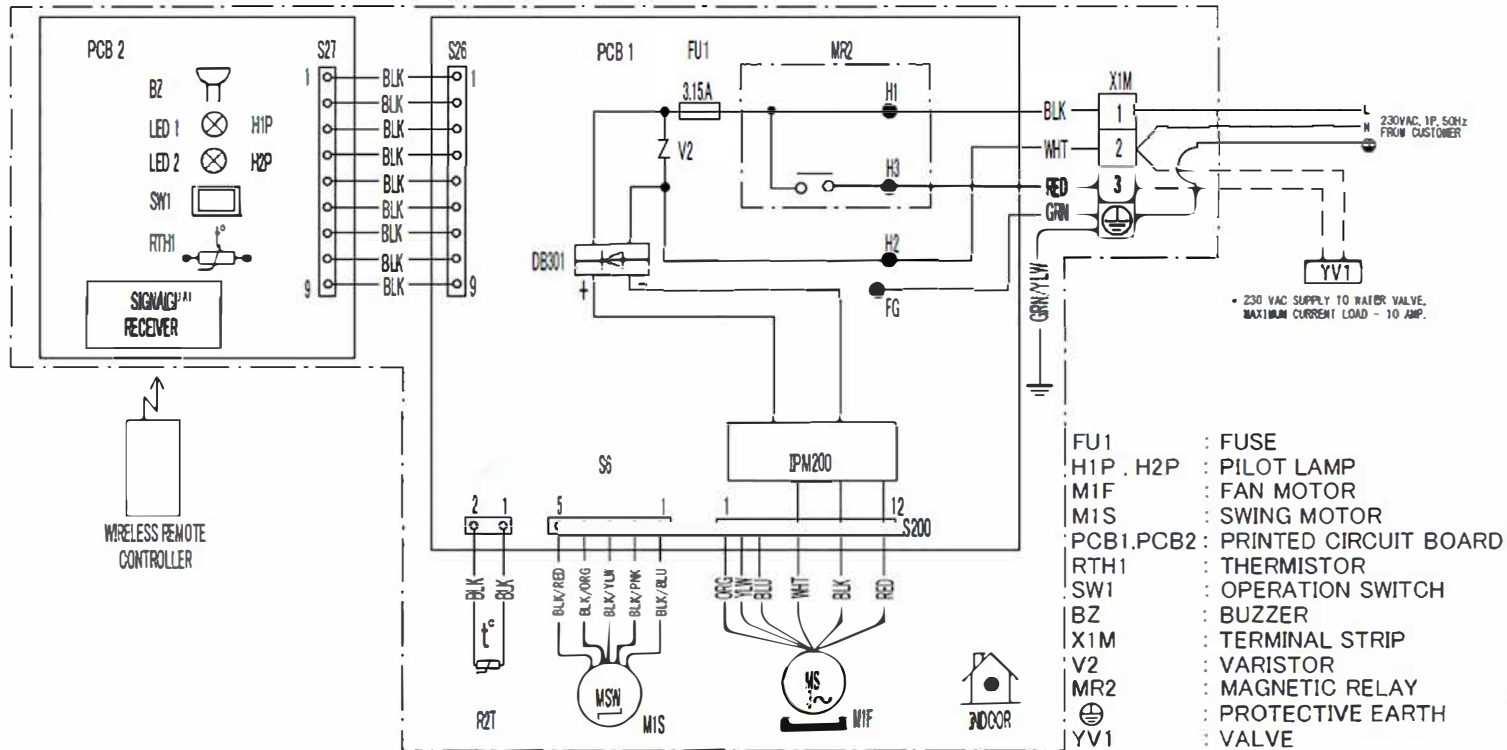 PCB 2
S27
S26
PCB 1
FU1
MR2
X1M
1
BLK
1
BZ
3.15A
H1
BLK
1
L
BLK
LED 1
H1P
BLK
N
230VAC, 1P, 50Hz
FROM CUSTOMER
LED 2
H2P
BLK
V2
WHT
2
SW1
BLK
H3
RED
3
BLK
GRN
RTH1
BLK
H2
DB301
BLK
YV1
9
BLK
9
+
-
FG
GRN/YLW
• 230 VAC SUPPLY TO WATER VALVE,
MAXIMUM CURRENT LOAD - 10 AMP.
RECEIVER
WIRELESS REMOTE
CONTROLLER
S6
IPM200
2
1
5
1
1
12
S200
BLK
BLK
BLK/RED
BLK/ORG
BLK/YLW
BLK/PNK
BLK/BLU
ORG
YLW
BLU
WHT
BLK
RED
t°
MSW
MS
~
R2T
M1S
M1F
INDOOR
FU1 : FUSE
H1P . H2P : PILOT LAMP
M1F : FAN MOTOR
M1S : SWING MOTOR
PCB1,PCB2 : PRINTED CIRCUIT BOARD
RTH1 : THERMISTOR
SW1 : OPERATION SWITCH
BZ : BUZZER
X1M : TERMINAL STRIP
V2 : VARISTOR
MR2 : MAGNETIC RELAY
⏚ : PROTECTIVE EARTH
YV1 : VALVE